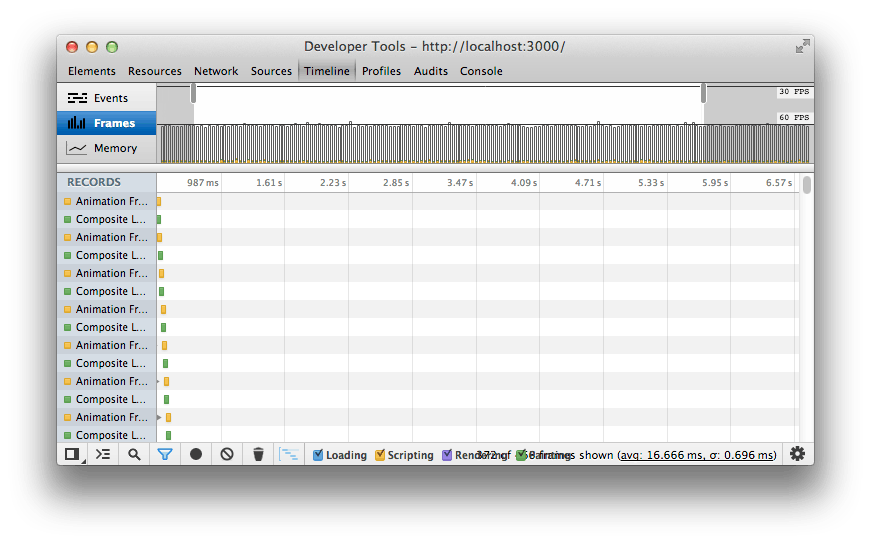 Developer Tools - http://localhost:3000/
Elements Resources Network Sources Timeline Profiles Audits Console
Events
Frames
Memory
30 FPS
60 FPS
RECORDS
987 ms 1.61 s 2.23 s 2.85 s 3.47 s 4.09 s 4.71 s 5.33 s 5.95 s 6.57 s
Animation Fr...
Composite L...
Animation Fr...
Composite L...
Animation Fr...
Composite L...
Animation Fr...
Composite L...
Animation Fr...
Composite L...
Animation Fr...
Composite L...
Animation Fr...
Composite L...
Loading Scripting Rendering Painting
372 of frames shown (avg: 16.666 ms, σ: 0.696 ms)